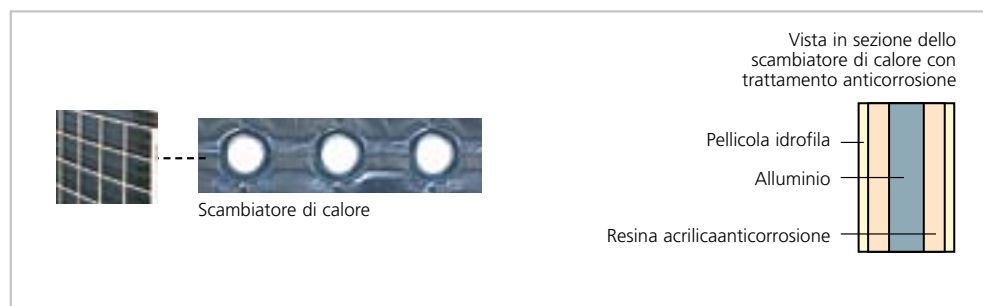 Vista in sezione dello
scambiatore di calore con
trattamento anticorrosione
Pellicola idrofila
Alluminio
Resina acrilicaanticorrosione
Scambiatore di calore